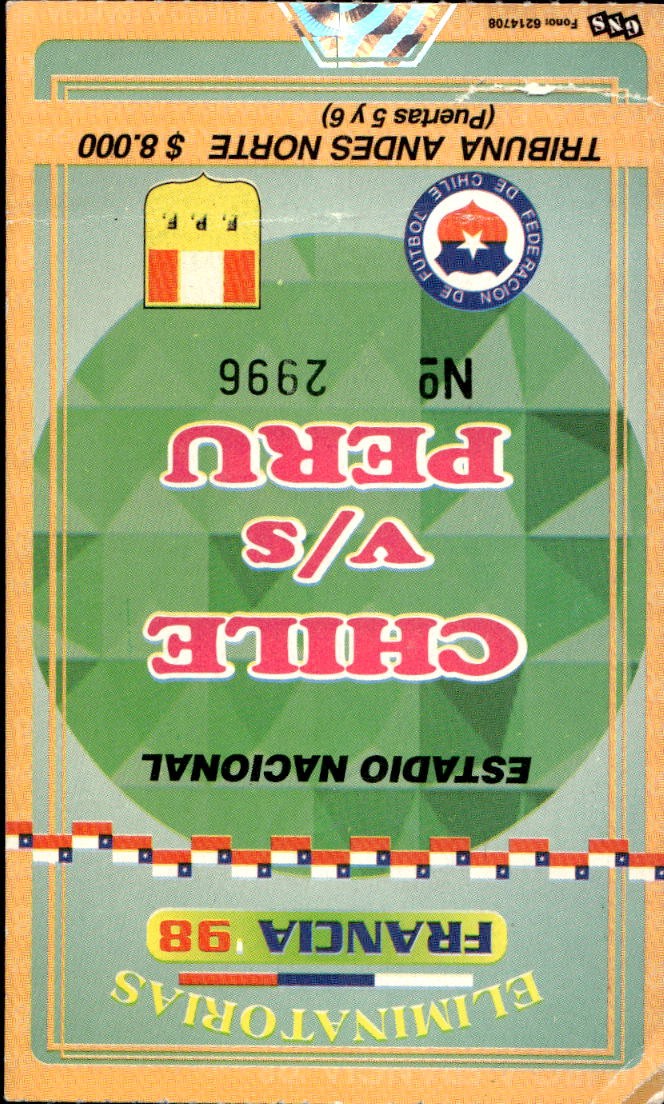 ELIMINATORIAS
FRANCIA '98
ESTADIO NACIONAL
CHILE
v/s
PERU
Nº 2996
FEDERACION DE FUTBOL DE CHILE
F. P. F.
TRIBUNA ANDES NORTE $ 8.000
(Puertas 5 y 6)
GNS Fono: 6214708